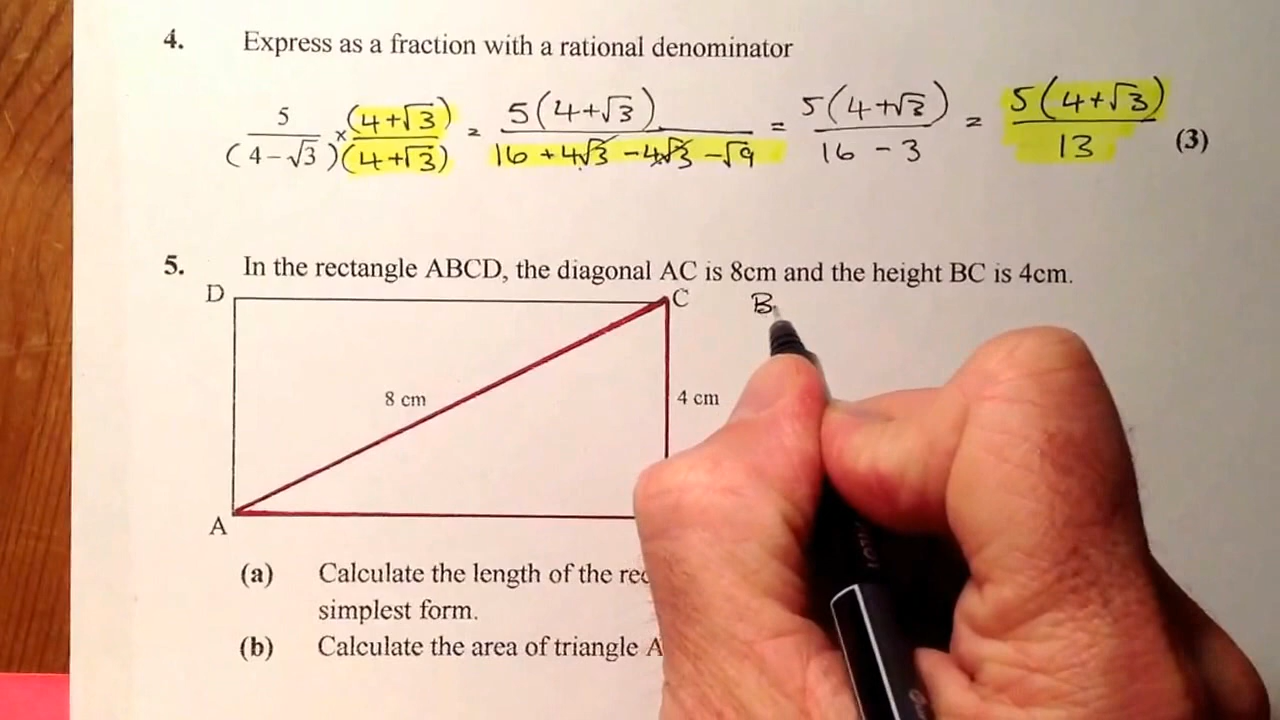 4. Express as a fraction with a rational denominator
5/(4-√3) × (4+√3)/(4+√3) = 5(4+√3)/16+4√3-4√3-√9 = 5(4+√3)/16-3 = 5(4+√3)/13 (3)
5. In the rectangle ABCD, the diagonal AC is 8cm and the height BC is 4cm.
D C B
8 cm 4 cm
A
(a) Calculate the length of the
simplest form.
(b) Calculate the area of triangle A